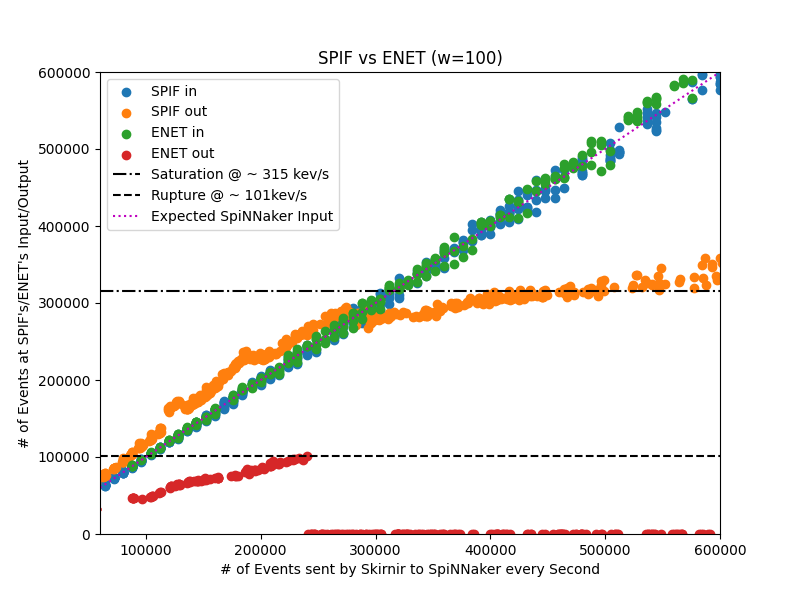 SPIF vs ENET (w=100)
600000
500000
400000
300000
200000
100000
0
# of Events at SPIF's/ENET's Input/Output
SPIF in
SPIF out
ENET in
ENET out
Saturation @ ~ 315 kev/s
Rupture @ ~ 101kev/s
Expected SpiNNaker Input
100000 200000 300000 400000 500000 600000
# of Events sent by Skirnir to SpiNNaker every Second